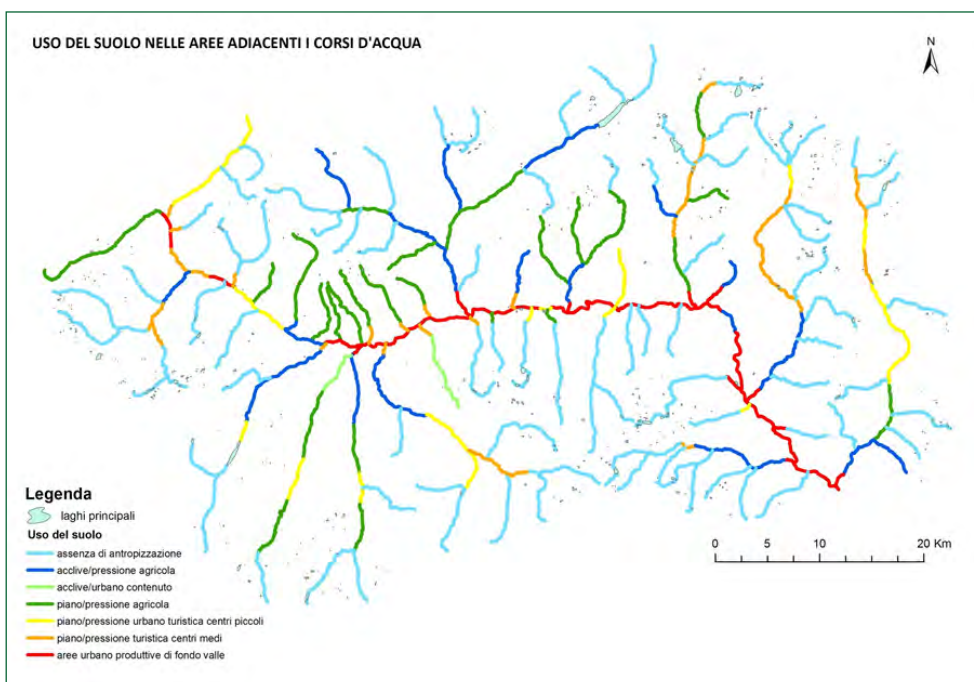 USO DEL SUOLO NELLE AREE ADIACENTI I CORSI D'ACQUA
N
Legenda
laghi principali
Uso del suolo
assenza di antropizzazione
acclive/pressione agricola
acclive/urbano contenuto
piano/pressione agricola
piano/pressione urbano turistica centri piccoli
piano/pressione turistica centri medi
aree urbano produttive di fondo valle
0 5 10 20 Km